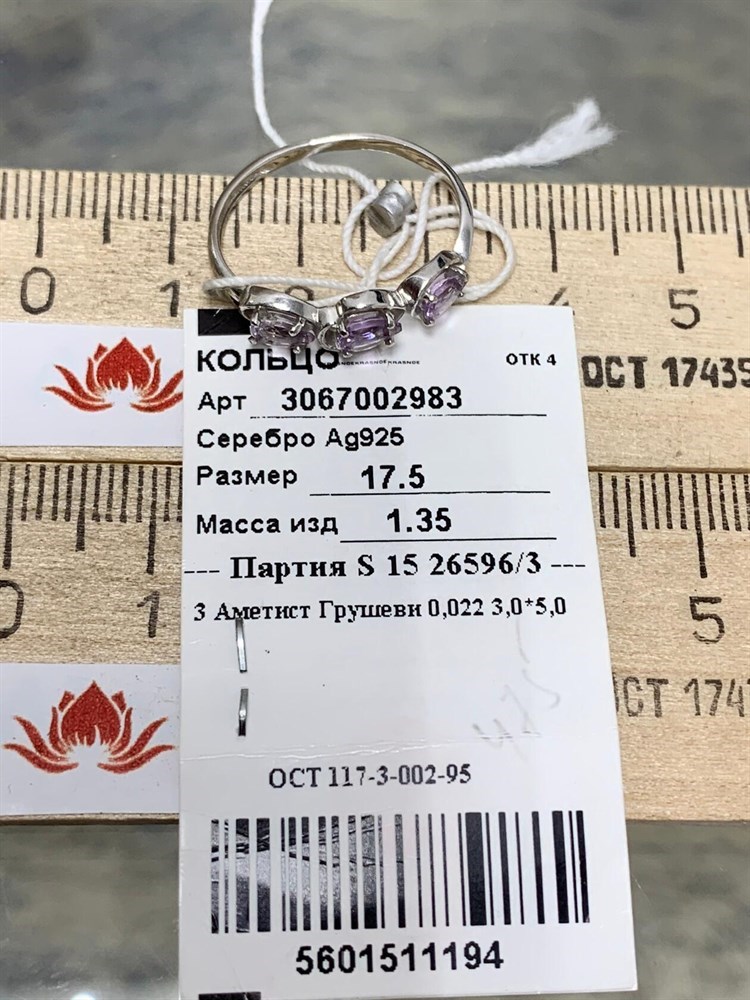 0 1 4 5
КОЛЬЦО ОТК 4
ОСТ 17435
Арт 3067002983
Серебро Ag925
Размер 17.5
Масса изд 1.35
--- Партия S 15 26596/3 ---
3 Аметист Грушеви 0,022 3,0*5,0
0 1 5
ОСТ 1743
475
ОСТ 117-3-002-95
5601511194